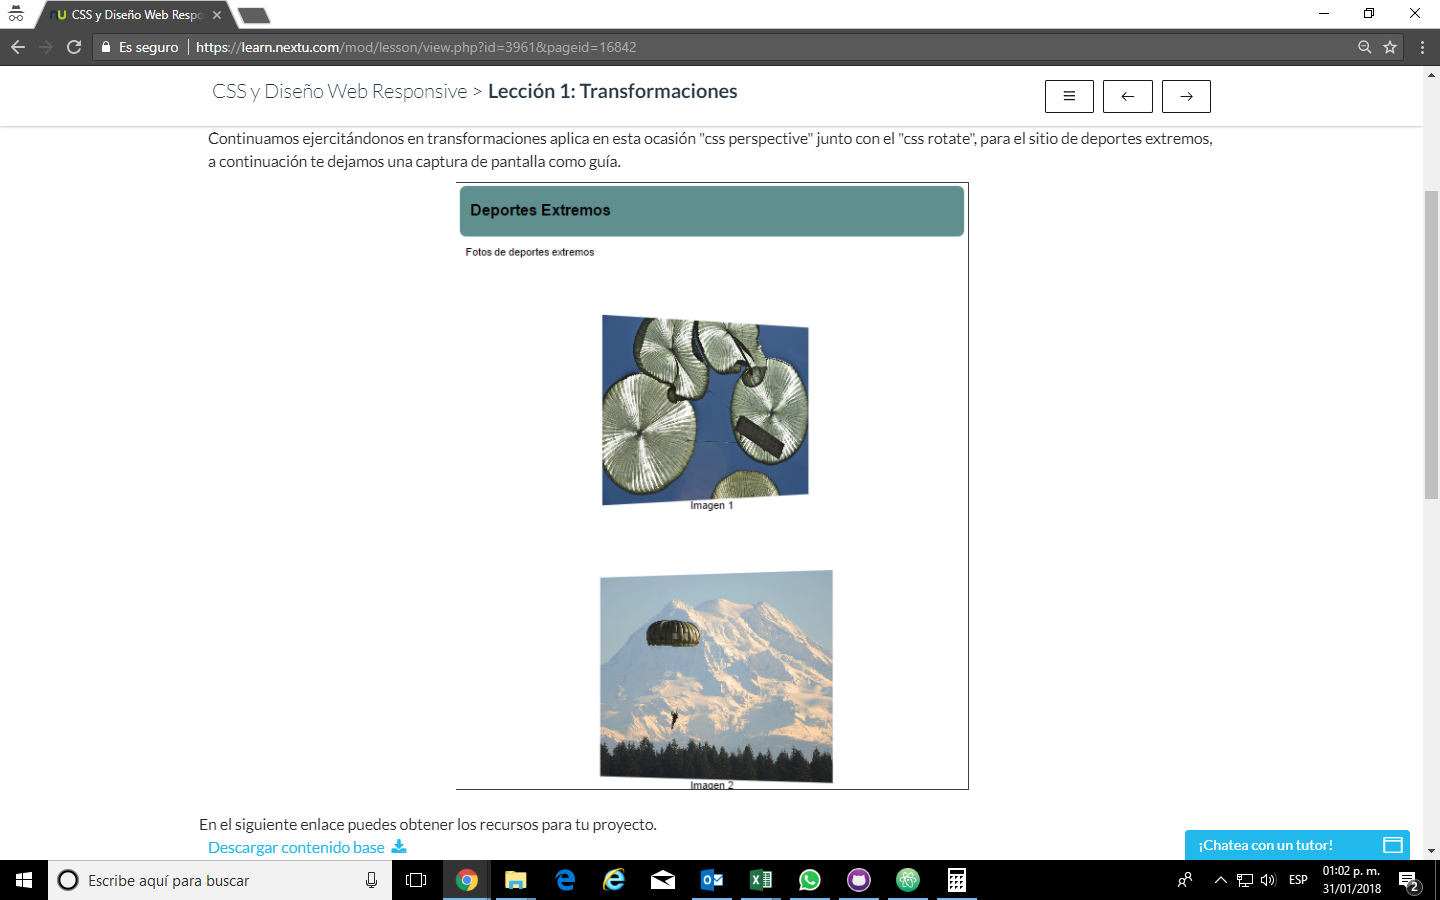 CSS y Diseño Web Respo
Es seguro | https://learn.nextu.com/mod/lesson/view.php?id=3961&pageid=16842
CSS y Diseño Web Responsive > Lección 1: Transformaciones
Continuamos ejercitándonos en transformaciones aplica en esta ocasión "css perspective" junto con el "css rotate", para el sitio de deportes extremos,
a continuación te dejamos una captura de pantalla como guía.
Deportes Extremos
Fotos de deportes extremos
Imagen 1
Imagen 2
En el siguiente enlace puedes obtener los recursos para tu proyecto.
Descargar contenido base
¡Chatea con un tutor!
Escribe aquí para buscar
ESP
01:02 p. m.
31/01/2018
2